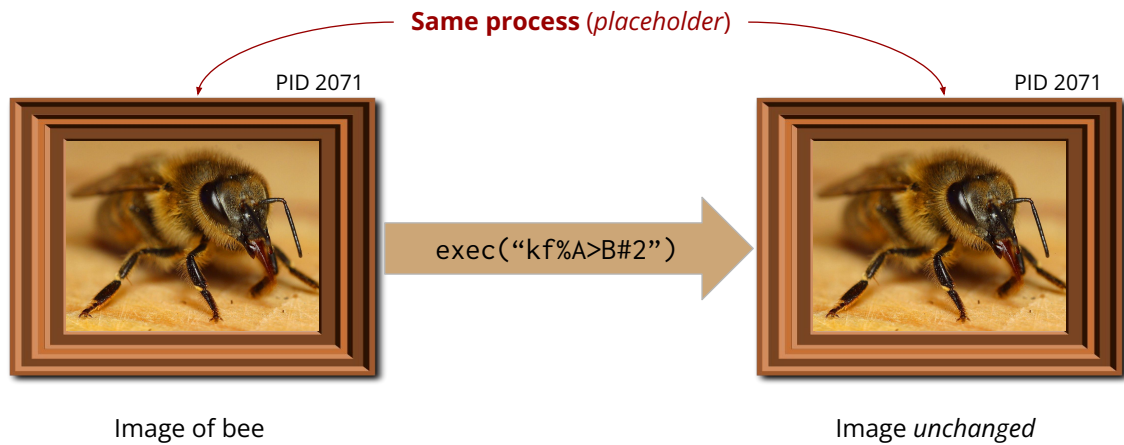 Same process (placeholder)
PID 2071
PID 2071
exec(“kf%A>B#2”)
Image of bee
Image unchanged